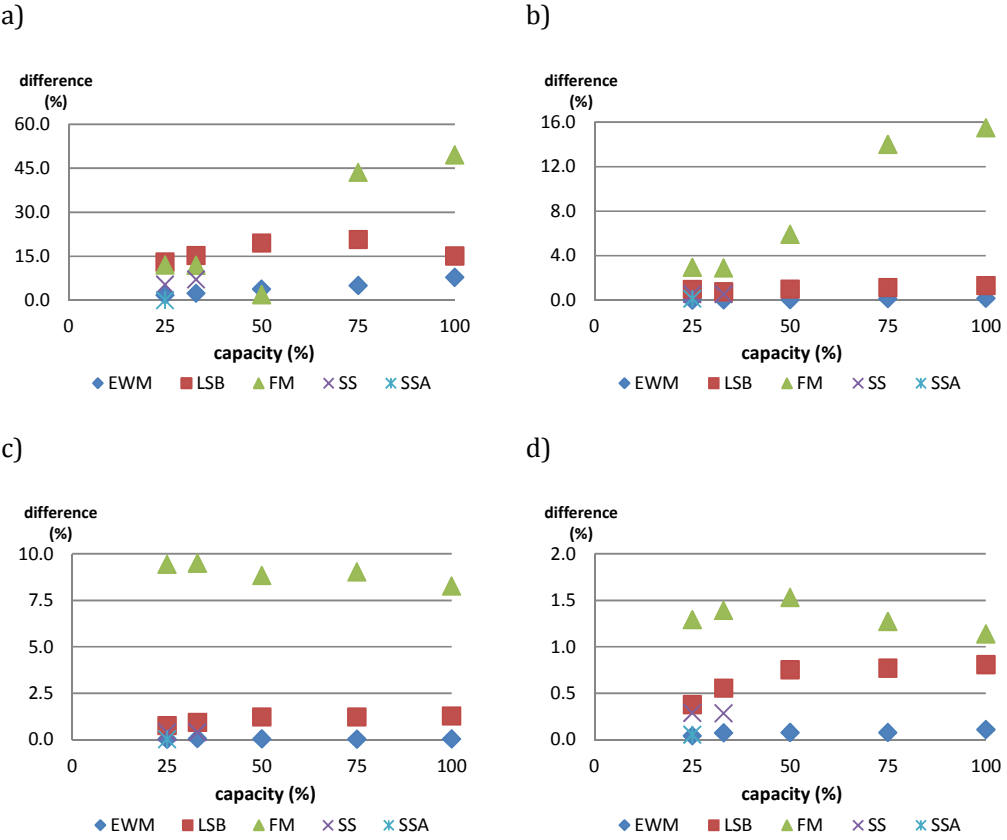 a)
difference
(%)
60.0
45.0
30.0
15.0
0.0
0 25 50 75 100
capacity (%)
EWM LSB FM SS SSA
b)
difference
(%)
16.0
12.0
8.0
4.0
0.0
0 25 50 75 100
capacity (%)
EWM LSB FM SS SSA
c)
difference
(%)
10.0
7.5
5.0
2.5
0.0
0 25 50 75 100
capacity (%)
EWM LSB FM SS SSA
d)
difference
(%)
2.0
1.5
1.0
0.5
0.0
0 25 50 75 100
capacity (%)
EWM LSB FM SS SSA